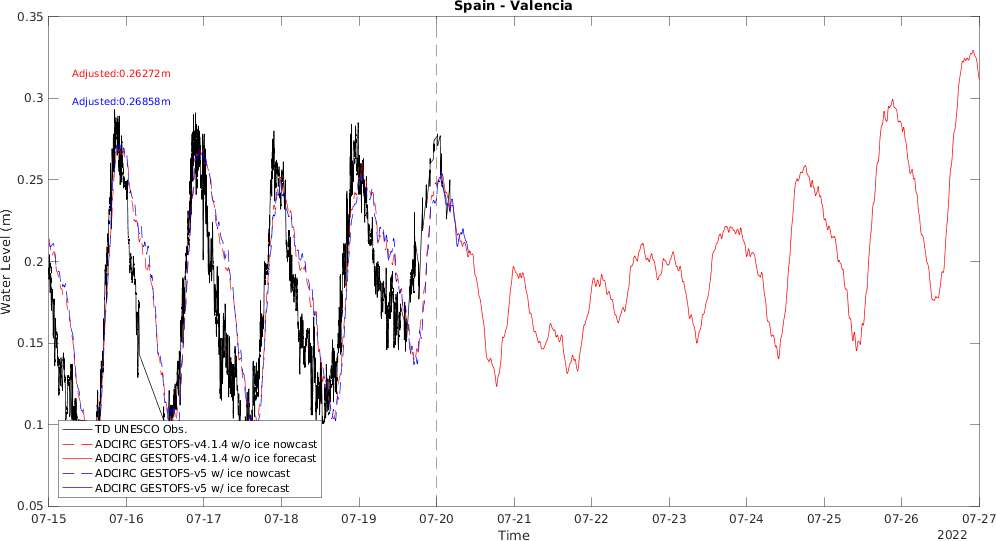 Spain - Valencia
0.35
Adjusted:0.26272m
0.3
Adjusted:0.26858m
0.25
0.2
Water Level (m)
0.15
0.1
0.05
TD UNESCO Obs.
ADCIRC GESTOFS-v4.1.4 w/o ice nowcast
ADCIRC GESTOFS-v4.1.4 w/o ice forecast
ADCIRC GESTOFS-v5 w/ ice nowcast
ADCIRC GESTOFS-v5 w/ ice forecast
07-15 07-16 07-17 07-18 07-19 07-20 07-21 07-22 07-23 07-24 07-25 07-26 07-27
Time
2022